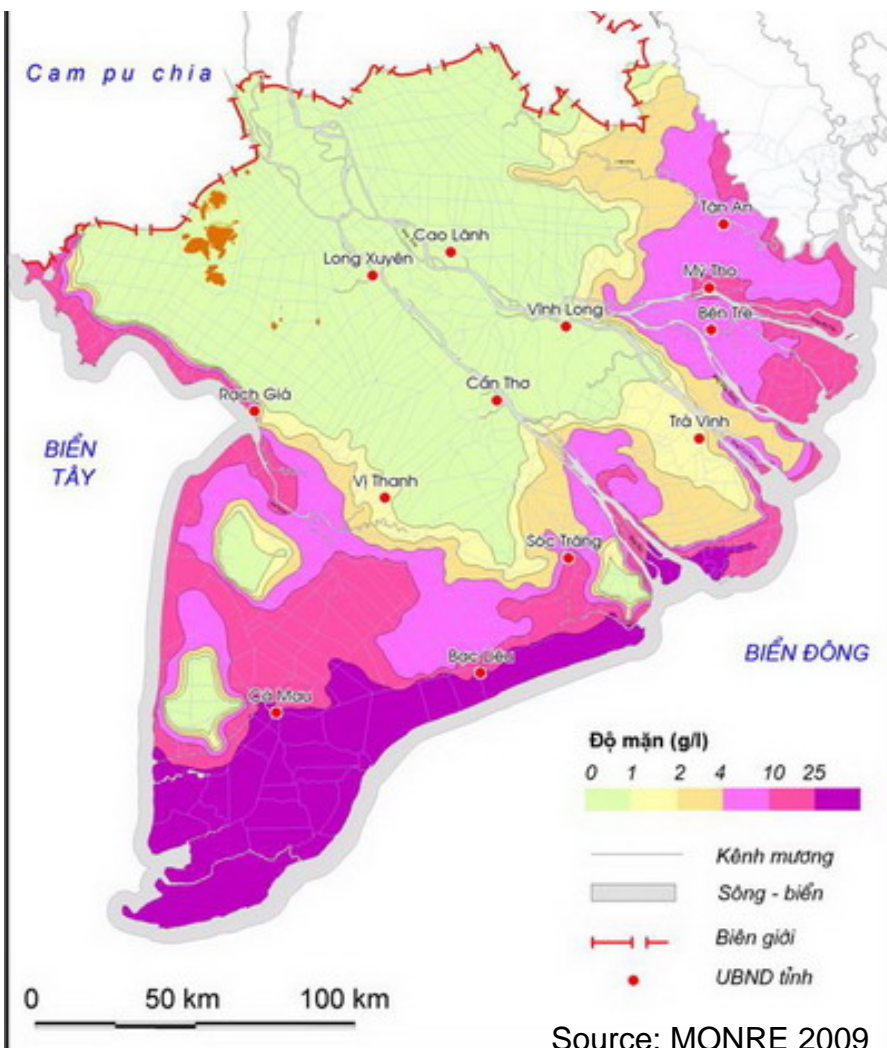 Cam pu chia
Tân An
Cao Lãnh
Long Xuyên
Mỹ Tho
Vĩnh Long
Bến Tre
Cần Thơ
Rạch Giá
Trà Vinh
BIỂN
TÂY
Vị Thanh
Sóc Trăng
BIỂN ĐÔNG
Bạc Liêu
Cà Mau
Độ mặn (g/l)
0 1 2 4 10 25
Kênh mương
Sông - biển
Biên giới
UBND tỉnh
0 50 km 100 km
Source: MONRE 2009